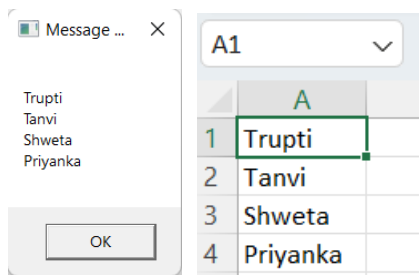 Message ...
Trupti
Tanvi
Shweta
Priyanka
OK
A1
A
1 Trupti
2 Tanvi
3 Shweta
4 Priyanka